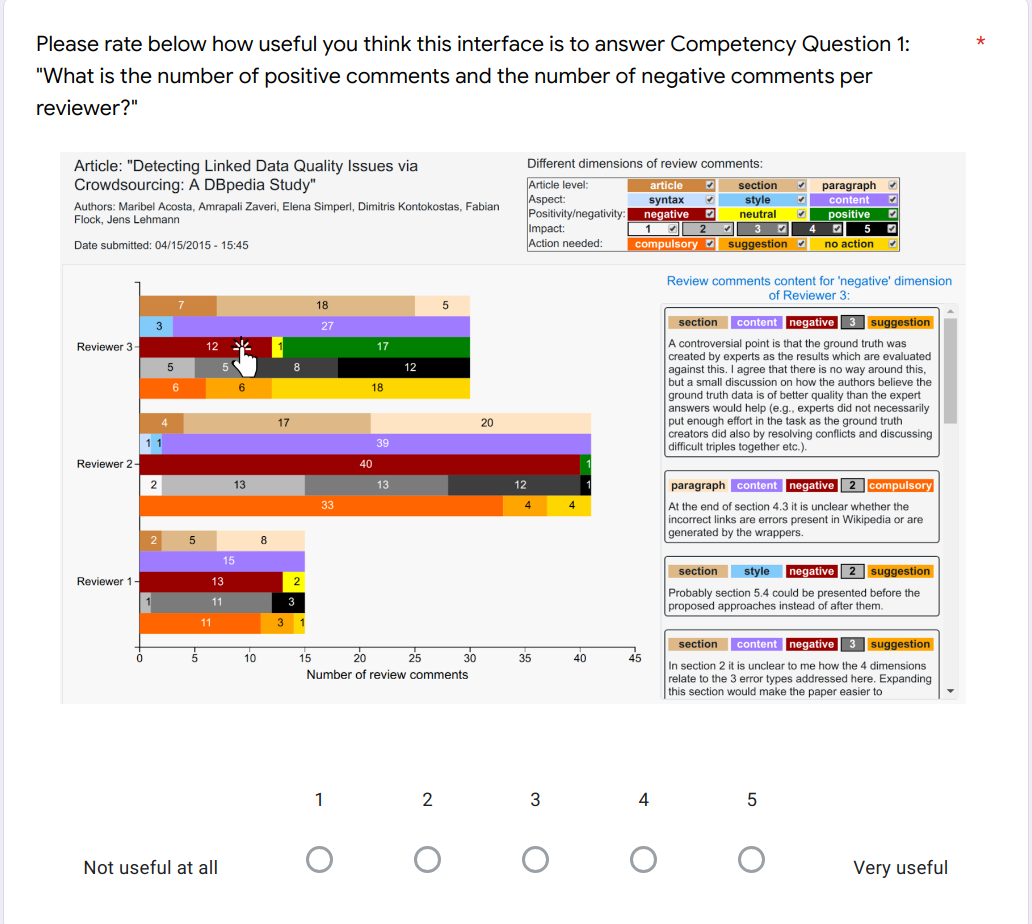 Please rate below how useful you think this interface is to answer Competency Question 1: *
"What is the number of positive comments and the number of negative comments per
reviewer?"
Article: "Detecting Linked Data Quality Issues via
Crowdsourcing: A DBpedia Study"
Authors: Maribel Acosta, Amrapali Zaveri, Elena Simperl, Dimitris Kontokostas, Fabian
Flock, Jens Lehmann
Date submitted: 04/15/2015 - 15:45
Different dimensions of review comments:
Article level: article section paragraph
Aspect: syntax style content
Positivity/negativity: negative neutral positive
Impact: 1 2 3 4 5
Action needed: compulsory suggestion no action
7 18 5
3 27
Reviewer 3 12 1 17
5 5 8 12
6 6 18
4 17 20
1 1 39
Reviewer 2 40 1
2 13 13 12 1
33 4 4
2 5 8
15
Reviewer 1 13 2
1 11 3
11 3 1
0 5 10 15 20 25 30 35 40 45
Number of review comments
Review comments content for 'negative' dimension
of Reviewer 3:
section content negative 3 suggestion
A controversial point is that the ground truth was
created by experts as the results which are evaluated
against this. I agree that there is no way around this,
but a small discussion on how the authors believe the
ground truth data is of better quality than the expert
answers would help (e.g., experts did not necessarily
put enough effort in the task as the ground truth
creators did also by resolving conflicts and discussing
difficult triples together etc.).
paragraph content negative 2 compulsory
At the end of section 4.3 it is unclear whether the
incorrect links are errors present in Wikipedia or are
generated by the wrappers.
section style negative 2 suggestion
Probably section 5.4 could be presented before the
proposed approaches instead of after them.
section content negative 3 suggestion
In section 2 it is unclear to me how the 4 dimensions
relate to the 3 error types addressed here. Expanding
this section would make the paper easier to
1 2 3 4 5
Not useful at all Very useful